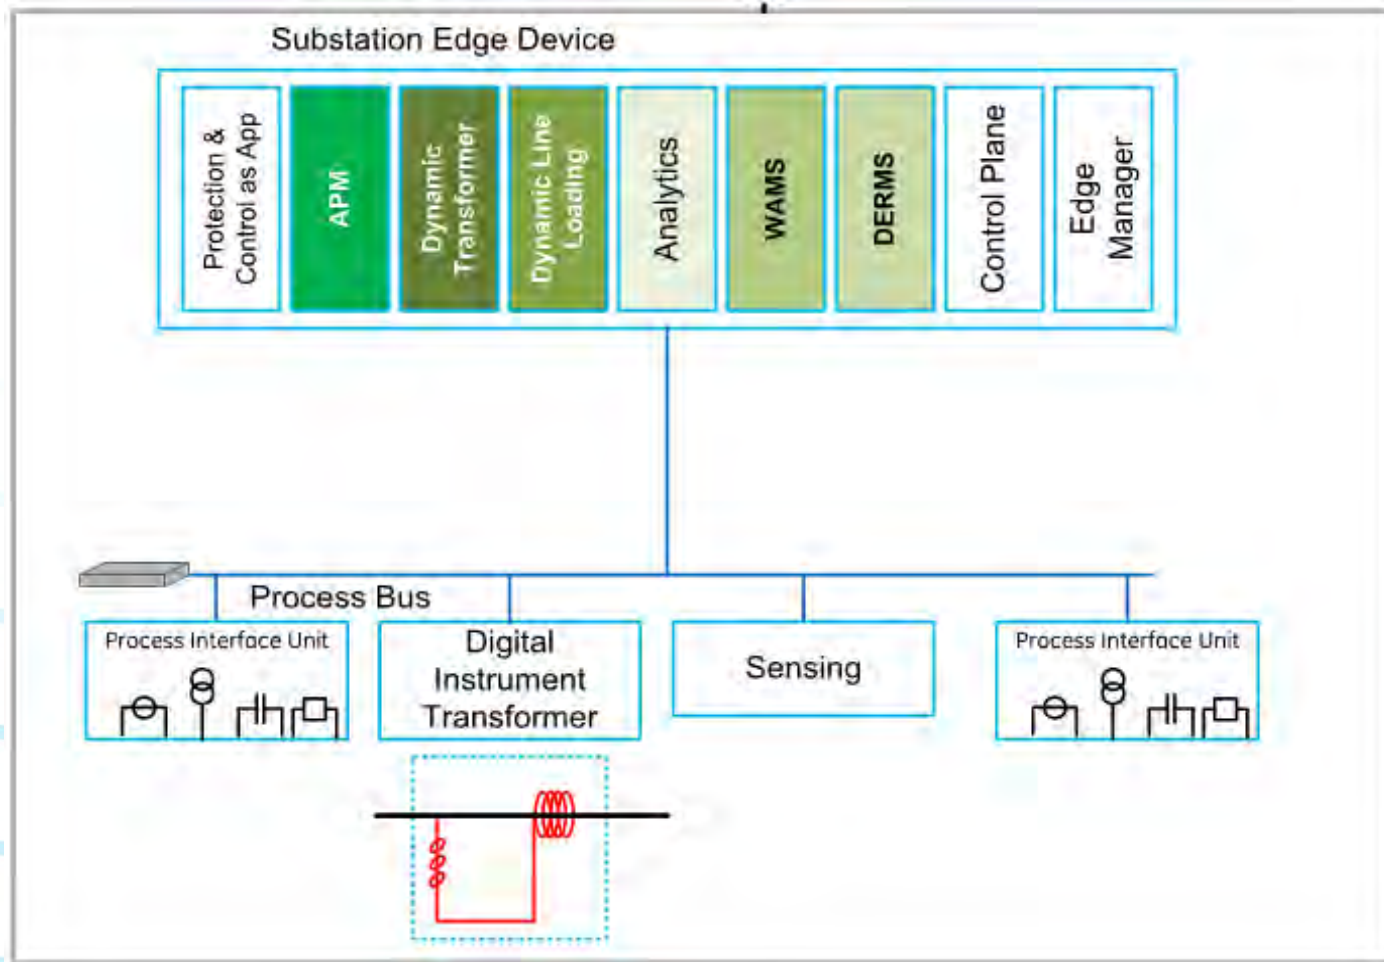 Substation Edge Device
Protection &
Control as App
APM
Dynamic
Transformer
Dynamic Line
Loading
Analytics
WAMS
DERMS
Control Plane
Edge
Manager
Process Bus
Process Interface Unit
Digital
Instrument
Transformer
Sensing
Process Interface Unit